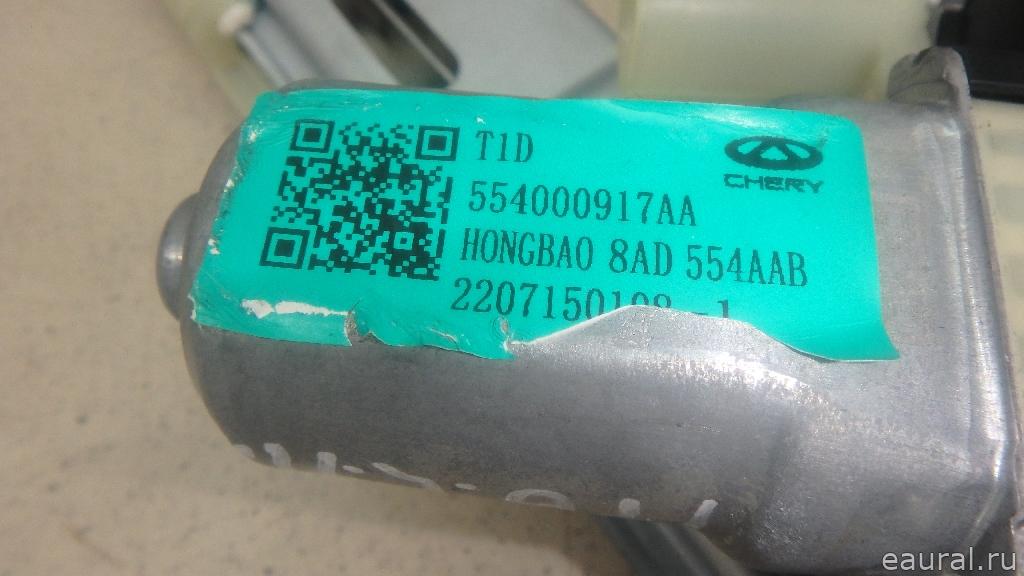 T1D
CHERY
554000917AA
HONGBAO 8AD 554AAB
eaural.ru